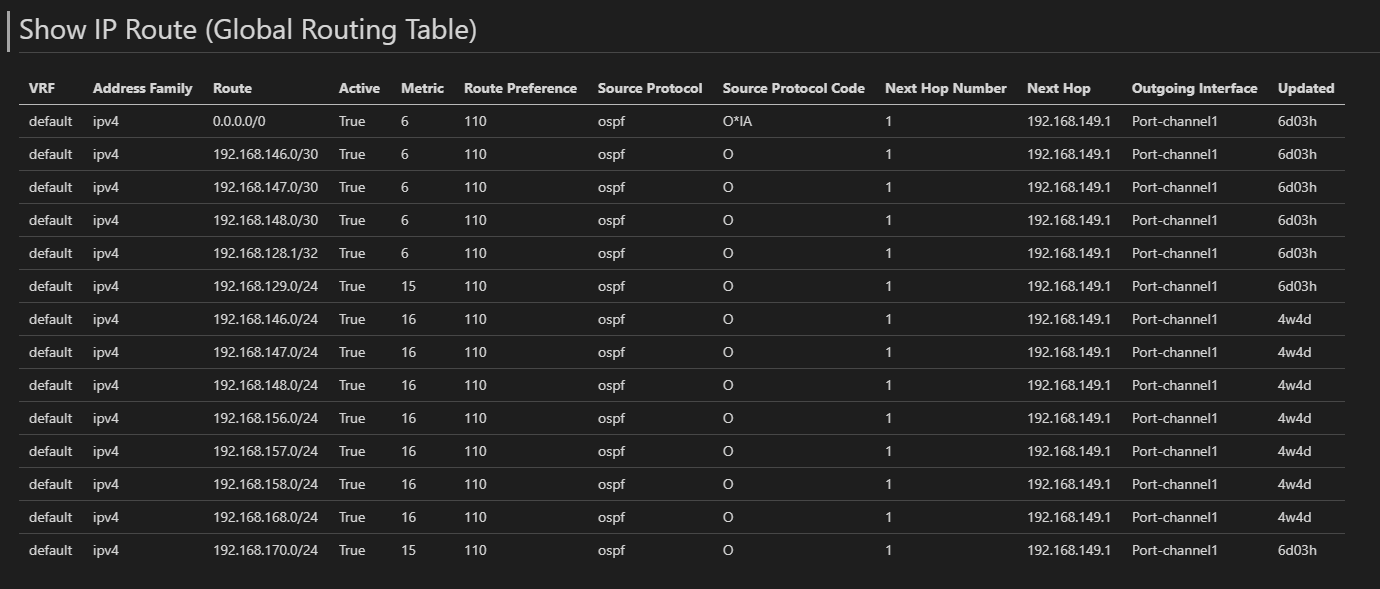 Show IP Route (Global Routing Table)
VRF Address Family Route Active Metric Route Preference Source Protocol Source Protocol Code Next Hop Number Next Hop Outgoing Interface Updated
default ipv4 0.0.0.0/0 True 6 110 ospf O*IA 1 192.168.149.1 Port-channel1 6d03h
default ipv4 192.168.146.0/30 True 6 110 ospf O 1 192.168.149.1 Port-channel1 6d03h
default ipv4 192.168.147.0/30 True 6 110 ospf O 1 192.168.149.1 Port-channel1 6d03h
default ipv4 192.168.148.0/30 True 6 110 ospf O 1 192.168.149.1 Port-channel1 6d03h
default ipv4 192.168.128.1/32 True 6 110 ospf O 1 192.168.149.1 Port-channel1 6d03h
default ipv4 192.168.129.0/24 True 15 110 ospf O 1 192.168.149.1 Port-channel1 6d03h
default ipv4 192.168.146.0/24 True 16 110 ospf O 1 192.168.149.1 Port-channel1 4w4d
default ipv4 192.168.147.0/24 True 16 110 ospf O 1 192.168.149.1 Port-channel1 4w4d
default ipv4 192.168.148.0/24 True 16 110 ospf O 1 192.168.149.1 Port-channel1 4w4d
default ipv4 192.168.156.0/24 True 16 110 ospf O 1 192.168.149.1 Port-channel1 4w4d
default ipv4 192.168.157.0/24 True 16 110 ospf O 1 192.168.149.1 Port-channel1 4w4d
default ipv4 192.168.158.0/24 True 16 110 ospf O 1 192.168.149.1 Port-channel1 4w4d
default ipv4 192.168.168.0/24 True 16 110 ospf O 1 192.168.149.1 Port-channel1 4w4d
default ipv4 192.168.170.0/24 True 15 110 ospf O 1 192.168.149.1 Port-channel1 6d03h